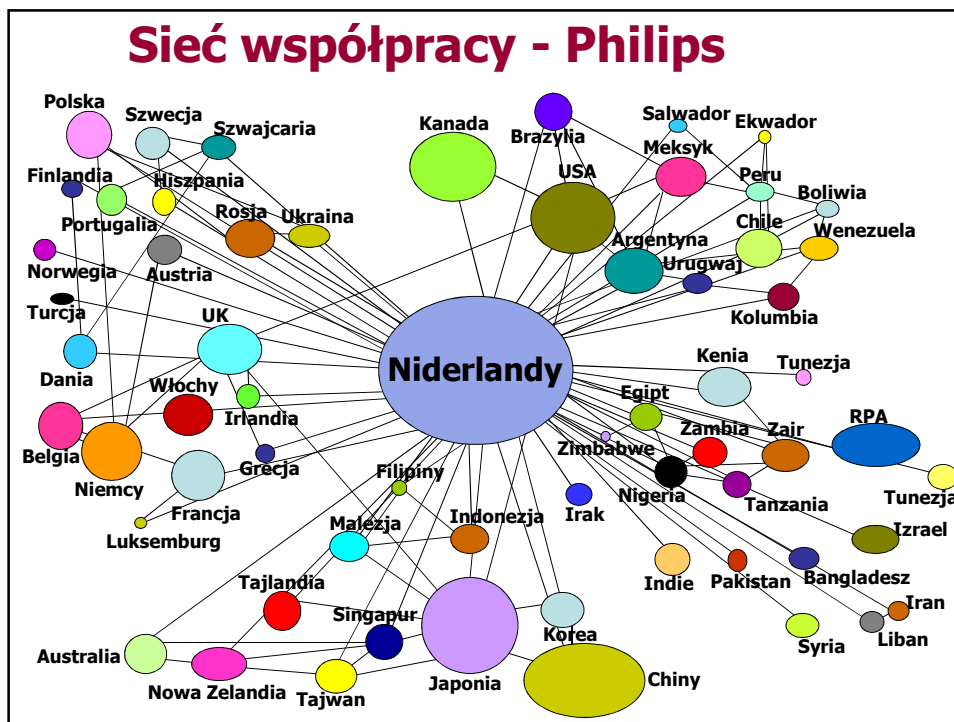 Sieć współpracy - Philips
Polska
Szwecja
Szwajcaria
Kanada
Brazylia
Salwador
Ekwador
Meksyk
USA
Finlandia
Hiszpania
Peru
Boliwia
Portugalia
Rosja
Ukraina
Chile
Wenezuela
Argentyna
Norwegia
Austria
Urugwaj
Turcja
UK
Kolumbia
Niderlandy
Kenia
Tunezja
Dania
Włochy
Egipt
RPA
Irlandia
Zambia
Zair
Belgia
Zimbabwe
Grecja
Filipiny
Niemcy
Nigeria
Tunezja
Francja
Malezja
Indonezja
Irak
Tanzania
Luksemburg
Izrael
Indie
Pakistan
Bangladesz
Tajlandia
Singapur
Iran
Korea
Syria
Liban
Australia
Nowa Zelandia
Tajwan
Japonia
Chiny